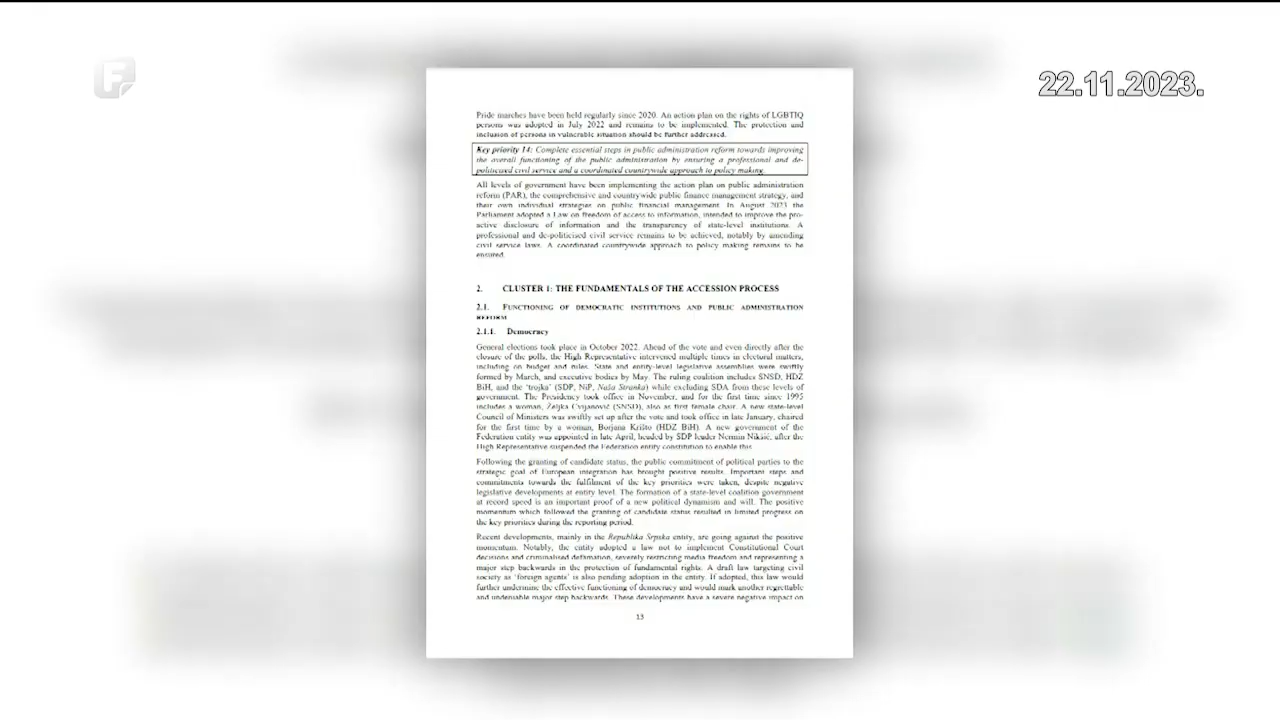 F
22.11.2023.
Pride marches have been held regularly since 2020. An action plan on the rights of LGBTIQ
persons was adopted in July 2022 and remains to be implemented. The protection and
inclusion of persons in vulnerable situation should be further addressed.
Key priority 14: Complete essential steps in public administration reform towards improving
the overall functioning of the public administration by ensuring a professional and de-
politicised civil service and a coordinated countrywide approach to policy making.
All levels of government have been implementing the action plan on public administration
reform (PAR), the comprehensive and countrywide public finance management strategy, and
their own individual strategies on public financial management. In August 2023 the
Parliament adopted a Law on freedom of access to information, intended to improve the pro-
active disclosure of information and the transparency of state-level institutions. A
professional and de-politicised civil service remains to be achieved, notably by amending
civil service laws. A coordinated countrywide approach to policy making remains to be
ensured.
2. CLUSTER 1: THE FUNDAMENTALS OF THE ACCESSION PROCESS
2.1. FUNCTIONING OF DEMOCRATIC INSTITUTIONS AND PUBLIC ADMINISTRATION
REFORM
2.1.1. Democracy
General elections took place in October 2022. Ahead of the vote and even directly after the
closure of the polls, the High Representative intervened multiple times in electoral matters,
including on budget and rules. State and entity-level legislative assemblies were swiftly
formed by March, and executive bodies by May. The ruling coalition includes SNSD, HDZ
BiH, and the 'trojka' (SDP, NiP, Naša Stranka) while excluding SDA from these levels of
government. The Presidency took office in November, and for the first time since 1995
includes a woman, Željka Cvijanović (SNSD), also as first female chair. A new state-level
Council of Ministers was swiftly set up after the vote and took office in late January, chaired
for the first time by a woman, Borjana Krišto (HDZ BiH). A new government of the
Federation entity was appointed in late April, headed by SDP leader Nermin Nikšić, after the
High Representative suspended the Federation entity constitution to enable this.
Following the granting of candidate status, the public commitment of political parties to the
strategic goal of European integration has brought positive results. Important steps and
commitments towards the fulfilment of the key priorities were taken, despite negative
legislative developments at entity level. The formation of a state-level coalition government
at record speed is an important proof of a new political dynamism and will. The positive
momentum which followed the granting of candidate status resulted in limited progress on
the key priorities during the reporting period.
Recent developments, mainly in the Republika Srpska entity, are going against the positive
momentum. Notably, the entity adopted a law not to implement Constitutional Court
decisions and criminalised defamation, severely restricting media freedom and representing a
major step backwards in the protection of fundamental rights. A draft law targeting civil
society as 'foreign agents' is also pending adoption in the entity. If adopted, this law would
further undermine the effective functioning of democracy and would mark another regrettable
and undeniable major step backwards. These developments have a severe negative impact on
13